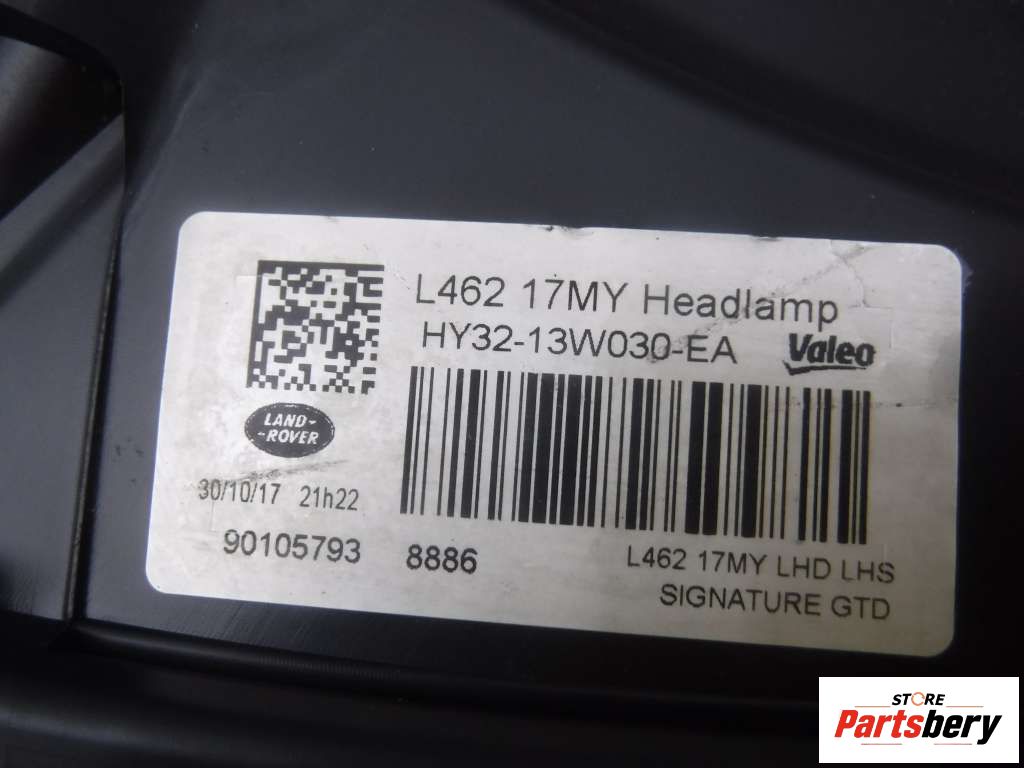 L462 17MY Headlamp
HY32-13W030-EA
Valeo
LAND-
-ROVER
30/10/17 21h22
90105793 8886
L462 17MY LHD LHS
SIGNATURE GTD
STORE
Partsbery